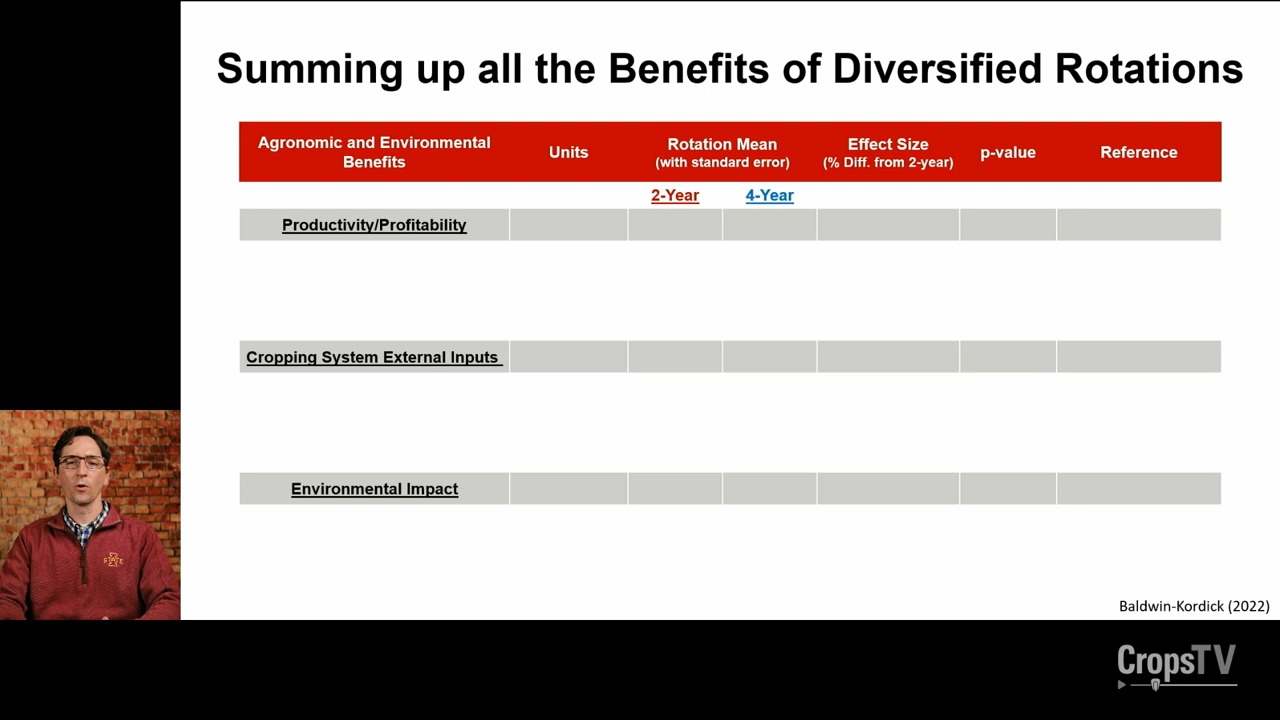 Summing up all the Benefits of Diversified Rotations
Agronomic and Environmental
Benefits
Units
Rotation Mean
(with standard error)
Effect Size
(% Diff. from 2-year)
p-value
Reference
2-Year
4-Year
Productivity/Profitability
Cropping System External Inputs
Environmental Impact
Baldwin-Kordick (2022)
STATE
CropsTV